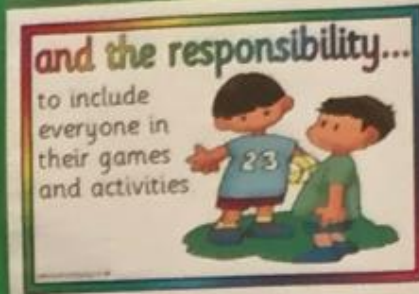 and the responsibility...
to include
everyone in
their games
and activities
23